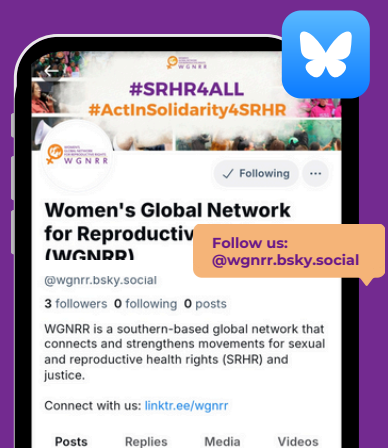 WGNRR
#SRHR4ALL
#ActInSolidarity4SRHR
WGNRR
Following
Women's Global Network
for Reproductiv
(WGNRR)
Follow us:
@wgnrr.bsky.social
@wgnrr.bsky.social
3 followers 0 following 0 posts
WGNRR is a southern-based global network that
connects and strengthens movements for sexual
and reproductive health rights (SRHR) and
justice.
Connect with us: linktr.ee/wgnrr
Posts Replies Media Videos